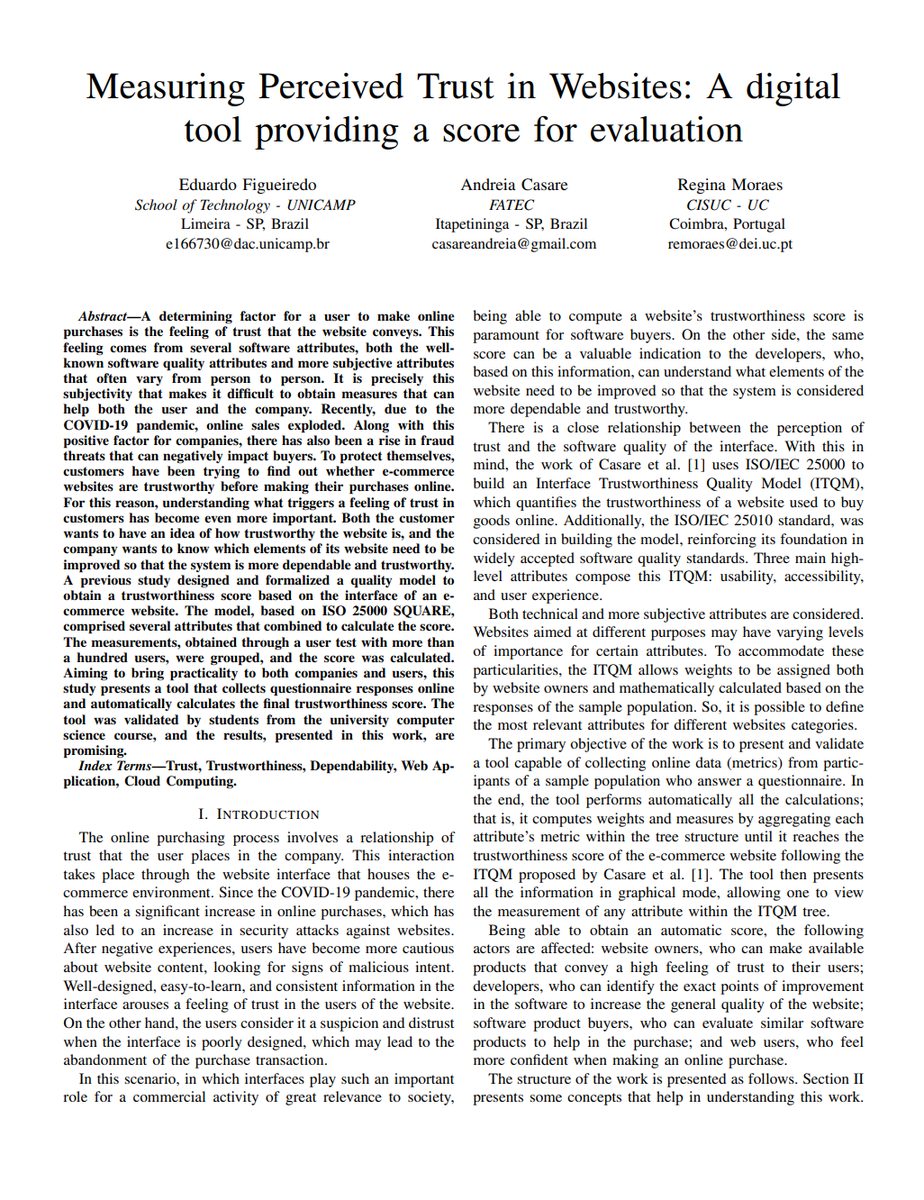 Measuring Perceived Trust in Websites: A digital
tool providing a score for evaluation
Eduardo Figueiredo
School of Technology - UNICAMP
Limeira - SP, Brazil
e166730@dac.unicamp.br
Andreia Casare
FATEC
Itapetininga - SP, Brazil
casareandreia@gmail.com
Regina Moraes
CISUC - UC
Coimbra, Portugal
remoraes@dei.uc.pt
Abstract—A determining factor for a user to make online
purchases is the feeling of trust that the website conveys. This
feeling comes from several software attributes, both the well-
known software quality attributes and more subjective attributes
that often vary from person to person. It is precisely this
subjectivity that makes it difficult to obtain measures that can
help both the user and the company. Recently, due to the
COVID-19 pandemic, online sales exploded. Along with this
positive factor for companies, there has also been a rise in fraud
threats that can negatively impact buyers. To protect themselves,
customers have been trying to find out whether e-commerce
websites are trustworthy before making their purchases online.
For this reason, understanding what triggers a feeling of trust in
customers has become even more important. Both the customer
wants to have an idea of how trustworthy the website is, and the
company wants to know which elements of its website need to be
improved so that the system is more dependable and trustworthy.
A previous study designed and formalized a quality model to
obtain a trustworthiness score based on the interface of an e-
commerce website. The model, based on ISO 25000 SQUARE,
comprised several attributes that combined to calculate the score.
The measurements, obtained through a user test with more than
a hundred users, were grouped, and the score was calculated.
Aiming to bring practicality to both companies and users, this
study presents a tool that collects questionnaire responses online
and automatically calculates the final trustworthiness score. The
tool was validated by students from the university computer
science course, and the results, presented in this work, are
promising.
Index Terms—Trust, Trustworthiness, Dependability, Web Ap-
plication, Cloud Computing.
I. INTRODUCTION
The online purchasing process involves a relationship of
trust that the user places in the company. This interaction
takes place through the website interface that houses the e-
commerce environment. Since the COVID-19 pandemic, there
has been a significant increase in online purchases, which has
also led to an increase in security attacks against websites.
After negative experiences, users have become more cautious
about website content, looking for signs of malicious intent.
Well-designed, easy-to-learn, and consistent information in the
interface arouses a feeling of trust in the users of the website.
On the other hand, the users consider it a suspicion and distrust
when the interface is poorly designed, which may lead to the
abandonment of the purchase transaction.
In this scenario, in which interfaces play such an important
role for a commercial activity of great relevance to society,
being able to compute a website's trustworthiness score is
paramount for software buyers. On the other side, the same
score can be a valuable indication to the developers, who,
based on this information, can understand what elements of the
website need to be improved so that the system is considered
more dependable and trustworthy.
There is a close relationship between the perception of
trust and the software quality of the interface. With this in
mind, the work of Casare et al. [1] uses ISO/IEC 25000 to
build an Interface Trustworthiness Quality Model (ITQM),
which quantifies the trustworthiness of a website used to buy
goods online. Additionally, the ISO/IEC 25010 standard, was
considered in building the model, reinforcing its foundation in
widely accepted software quality standards. Three main high-
level attributes compose this ITQM: usability, accessibility,
and user experience.
Both technical and more subjective attributes are considered.
Websites aimed at different purposes may have varying levels
of importance for certain attributes. To accommodate these
particularities, the ITQM allows weights to be assigned both
by website owners and mathematically calculated based on the
responses of the sample population. So, it is possible to define
the most relevant attributes for different websites categories.
The primary objective of the work is to present and validate
a tool capable of collecting online data (metrics) from partic-
ipants of a sample population who answer a questionnaire. In
the end, the tool performs automatically all the calculations;
that is, it computes weights and measures by aggregating each
attribute's metric within the tree structure until it reaches the
trustworthiness score of the e-commerce website following the
ITQM proposed by Casare et al. [1]. The tool then presents
all the information in graphical mode, allowing one to view
the measurement of any attribute within the ITQM tree.
Being able to obtain an automatic score, the following
actors are affected: website owners, who can make available
products that convey a high feeling of trust to their users;
developers, who can identify the exact points of improvement
in the software to increase the general quality of the website;
software product buyers, who can evaluate similar software
products to help in the purchase; and web users, who feel
more confident when making an online purchase.
The structure of the work is presented as follows. Section II
presents some concepts that help in understanding this work.